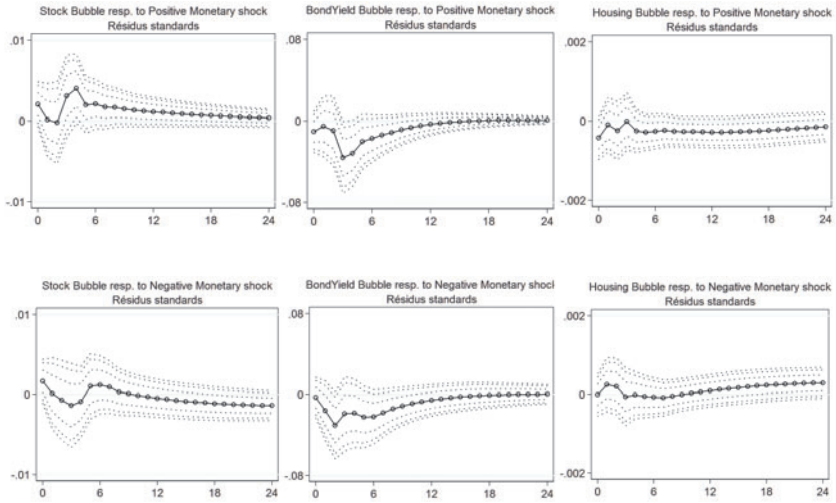 Stock Bubble resp. to Positive Monetary shock
Résidus standards
.01
0
-.01
0 6 12 18 24
BondYield Bubble resp. to Positive Monetary shock
Résidus standards
.08
0
-.08
0 6 12 18 24
Housing Bubble resp. to Positive Monetary shock
Résidus standards
.002
0
-.002
0 6 12 18 24
Stock Bubble resp. to Negative Monetary shock
Résidus standards
.01
0
-.01
0 6 12 18 24
BondYield Bubble resp. to Negative Monetary shock
Résidus standards
.08
0
-.08
0 6 12 18 24
Housing Bubble resp. to Negative Monetary shock
Résidus standards
.002
0
-.002
0 6 12 18 24